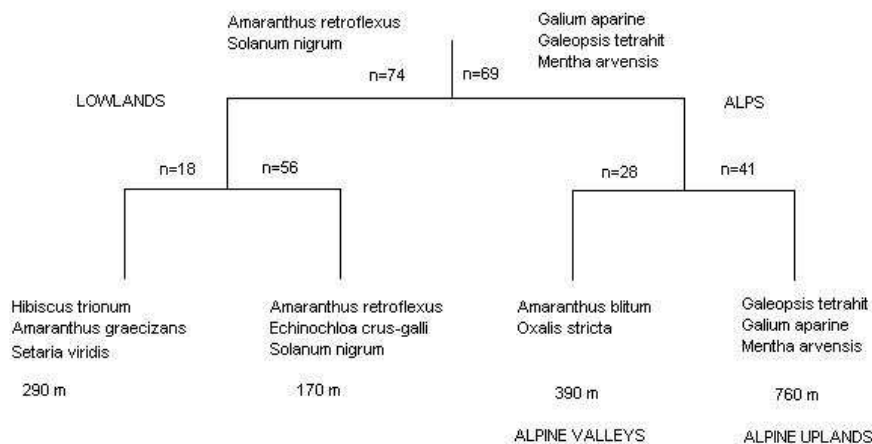 Amaranthus retroflexus
Solanum nigrum
Galium aparine
Galeopsis tetrahit
Mentha arvensis
n=74
n=69
LOWLANDS
ALPS
n=18
n=56
n=28
n=41
Hibiscus trionum
Amaranthus graecizans
Setaria viridis
290 m
Amaranthus retroflexus
Echinochloa crus-galli
Solanum nigrum
170 m
Amaranthus blitum
Oxalis stricta
390 m
ALPINE VALLEYS
Galeopsis tetrahit
Galium aparine
Mentha arvensis
760 m
ALPINE UPLANDS